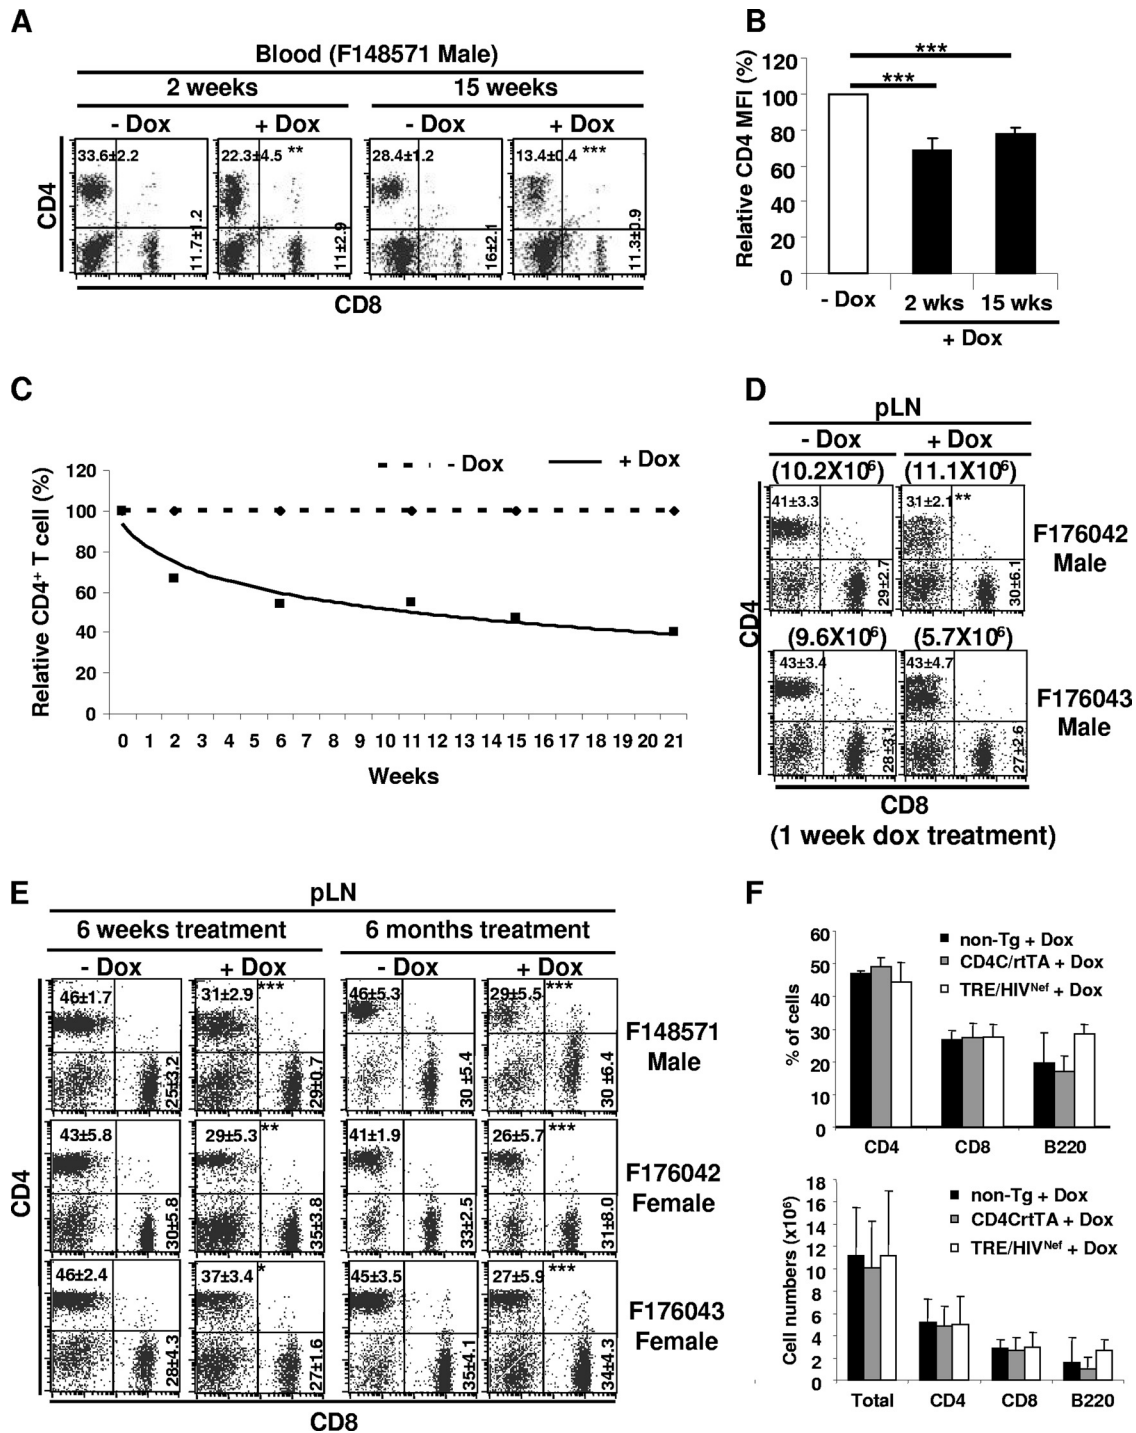 A
Blood (F148571 Male)
2 weeks 15 weeks
- Dox + Dox - Dox + Dox
33.6±2.2 22.3±4.5 ** 28.4±1.2 13.4±0.4 ***
11.7±1.2 11±2.9 16±2.1 11.3±0.9
CD4
CD8
B
Relative CD4 MFI (%)
120
100
80
60
40
20
0
***
***
- Dox 2 wks 15 wks
+ Dox
C
- Dox + Dox
Relative CD4+ T cell (%)
120
100
80
60
40
20
0
0 1 2 3 4 5 6 7 8 9 10 11 12 13 14 15 16 17 18 19 20 21
Weeks
D
pLN
- Dox + Dox
(10.2X10⁶) (11.1X10⁶)
41±3.3 31±2.1 **
29±2.7 30±6.1
F176042
Male
(9.6X10⁶) (5.7X10⁶)
43±3.4 43±4.7
28±3.1 27±2.6
F176043
Male
CD4
CD8
(1 week dox treatment)
E
pLN
6 weeks treatment 6 months treatment
- Dox + Dox - Dox + Dox
46±1.7 31±2.9 *** 46±5.3 29±5.5 ***
25±3.2 29±0.7 30±5.4 30±6.4
F148571
Male
43±5.8 29±5.3 ** 41±1.9 26±5.7 ***
30±5.8 35±3.8 33±2.5 31±8.0
F176042
Female
46±2.4 37±3.4 * 45±3.5 27±5.9 ***
28±4.3 27±1.6 35±4.1 34±4.3
F176043
Female
CD4
CD8
F
non-Tg + Dox
CD4C/rtTA + Dox
TRE/HIVNef + Dox
% of cells
60
50
40
30
20
10
0
CD4 CD8 B220
non-Tg + Dox
CD4CrtTA + Dox
TRE/HIVNef + Dox
Cell numbers (x10⁶)
18
16
14
12
10
8
6
4
2
0
Total CD4 CD8 B220